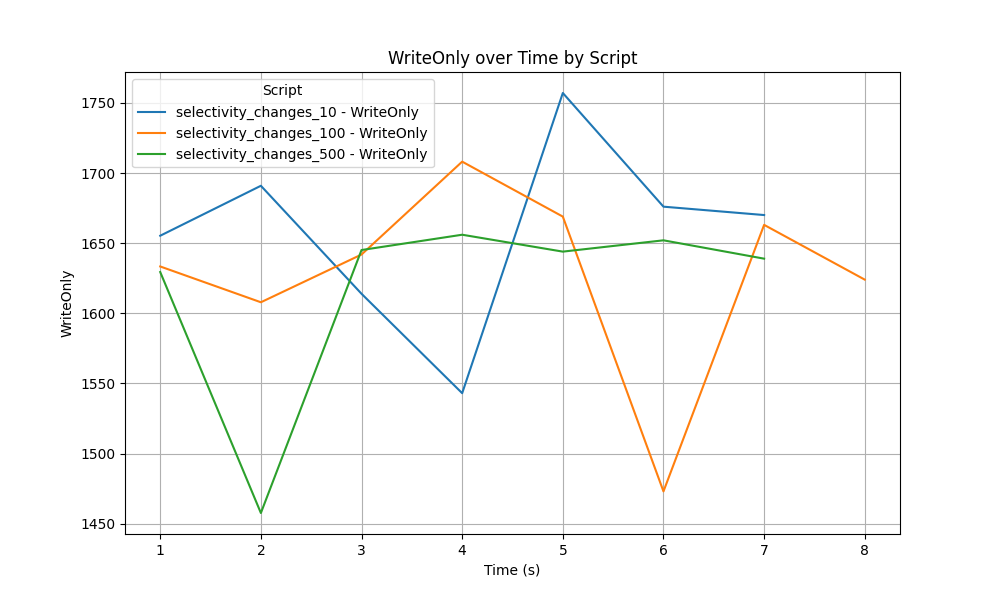 WriteOnly over Time by Script
Script
selectivity_changes_10 - WriteOnly
selectivity_changes_100 - WriteOnly
selectivity_changes_500 - WriteOnly
WriteOnly
1750
1700
1650
1600
1550
1500
1450
1 2 3 4 5 6 7 8
Time (s)